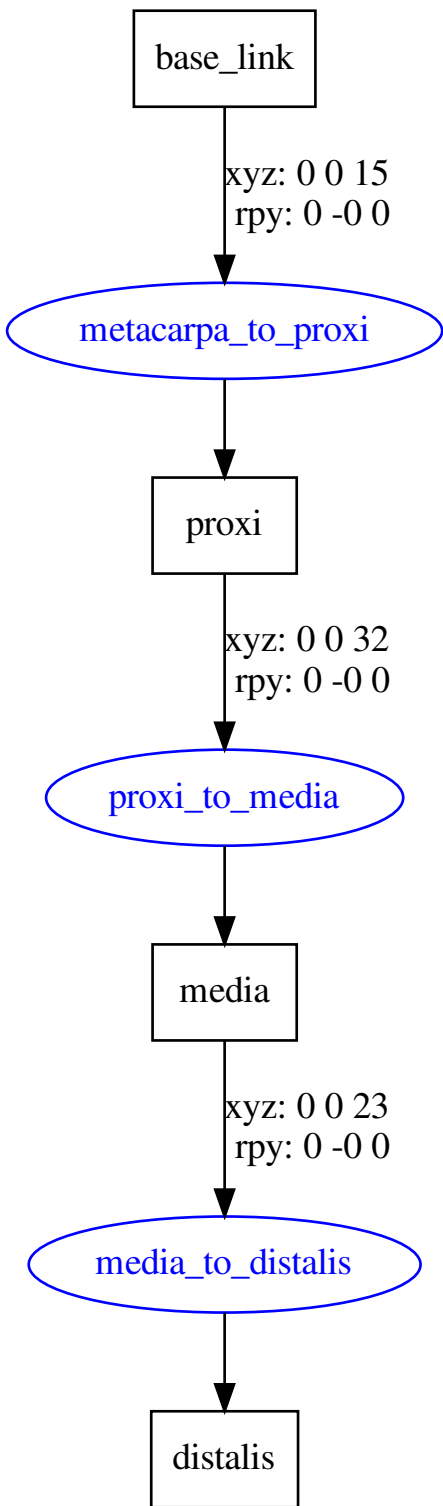 base_link
xyz: 0 0 15
rpy: 0 -0 0
metacarpa_to_proxi
proxi
xyz: 0 0 32
rpy: 0 -0 0
proxi_to_media
media
xyz: 0 0 23
rpy: 0 -0 0
media_to_distalis
distalis